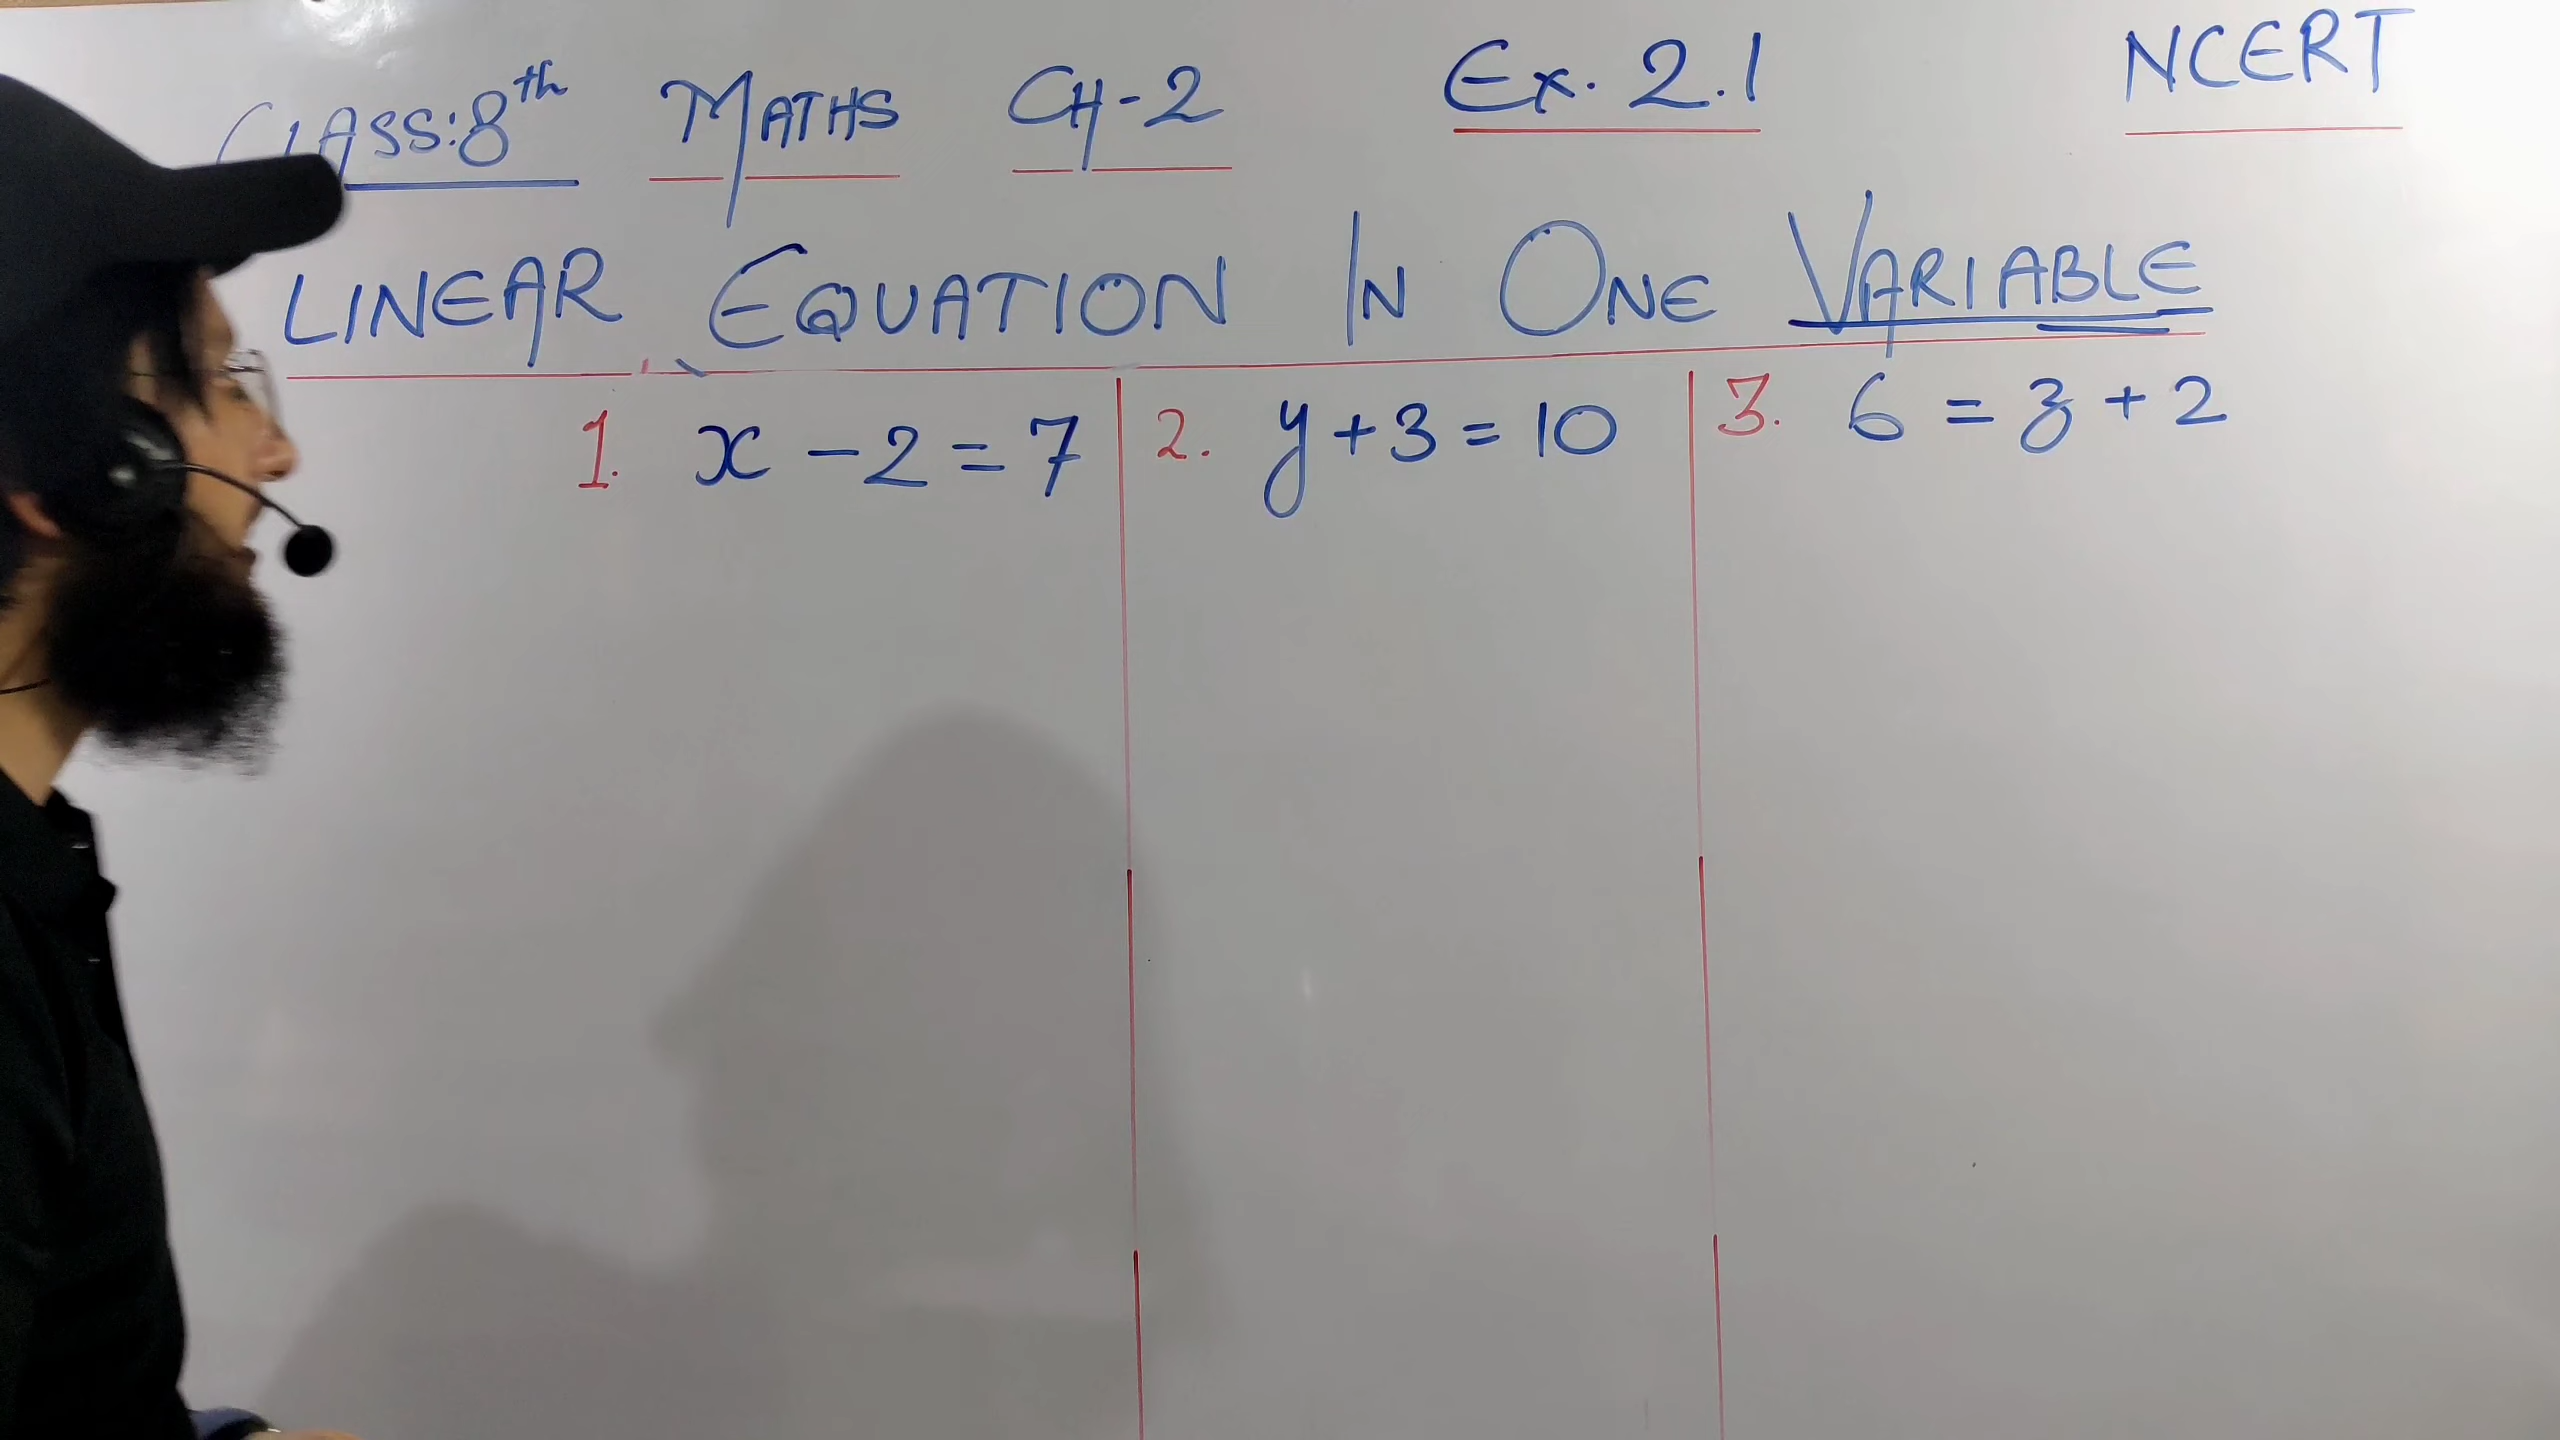 CLASS:8th MATHS CH-2 Ex. 2.1 NCERT
LINEAR EQUATION IN ONE VARIABLE
1. x - 2 = 7
2. y + 3 = 10
3. 6 = z + 2